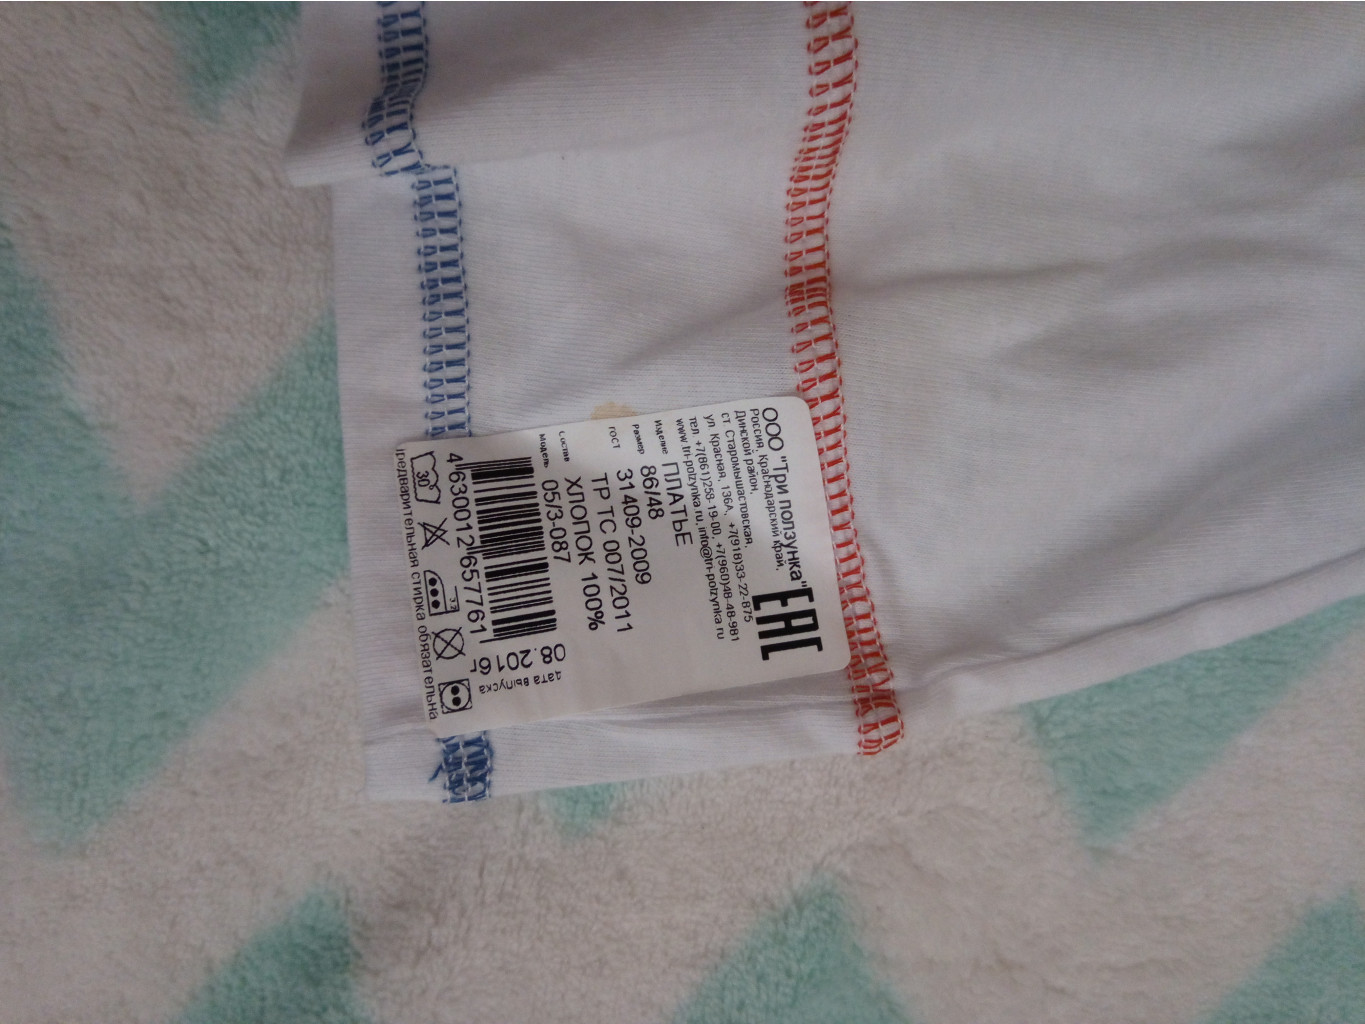 ООО "Три ползунка"
Россия, Краснодарский край,
Динской район,
ст. Старомышастовская,
ул. Красная, 136А, +7(918)33-22-875
тел. +7(861)258-19-00, +7(960)48-48-981
www.tri-polzynka.ru, info@tri-polzynka.ru
EAC
Изделие ПЛАТЬЕ
Размер 86/48
ГОСТ 31409-2009
ТР ТС 007/2011
Состав ХЛОПОК 100%
Модель 05/3-087
4 630012 657761
дата выпуска
08.2016г
30
предварительная стирка обязательна